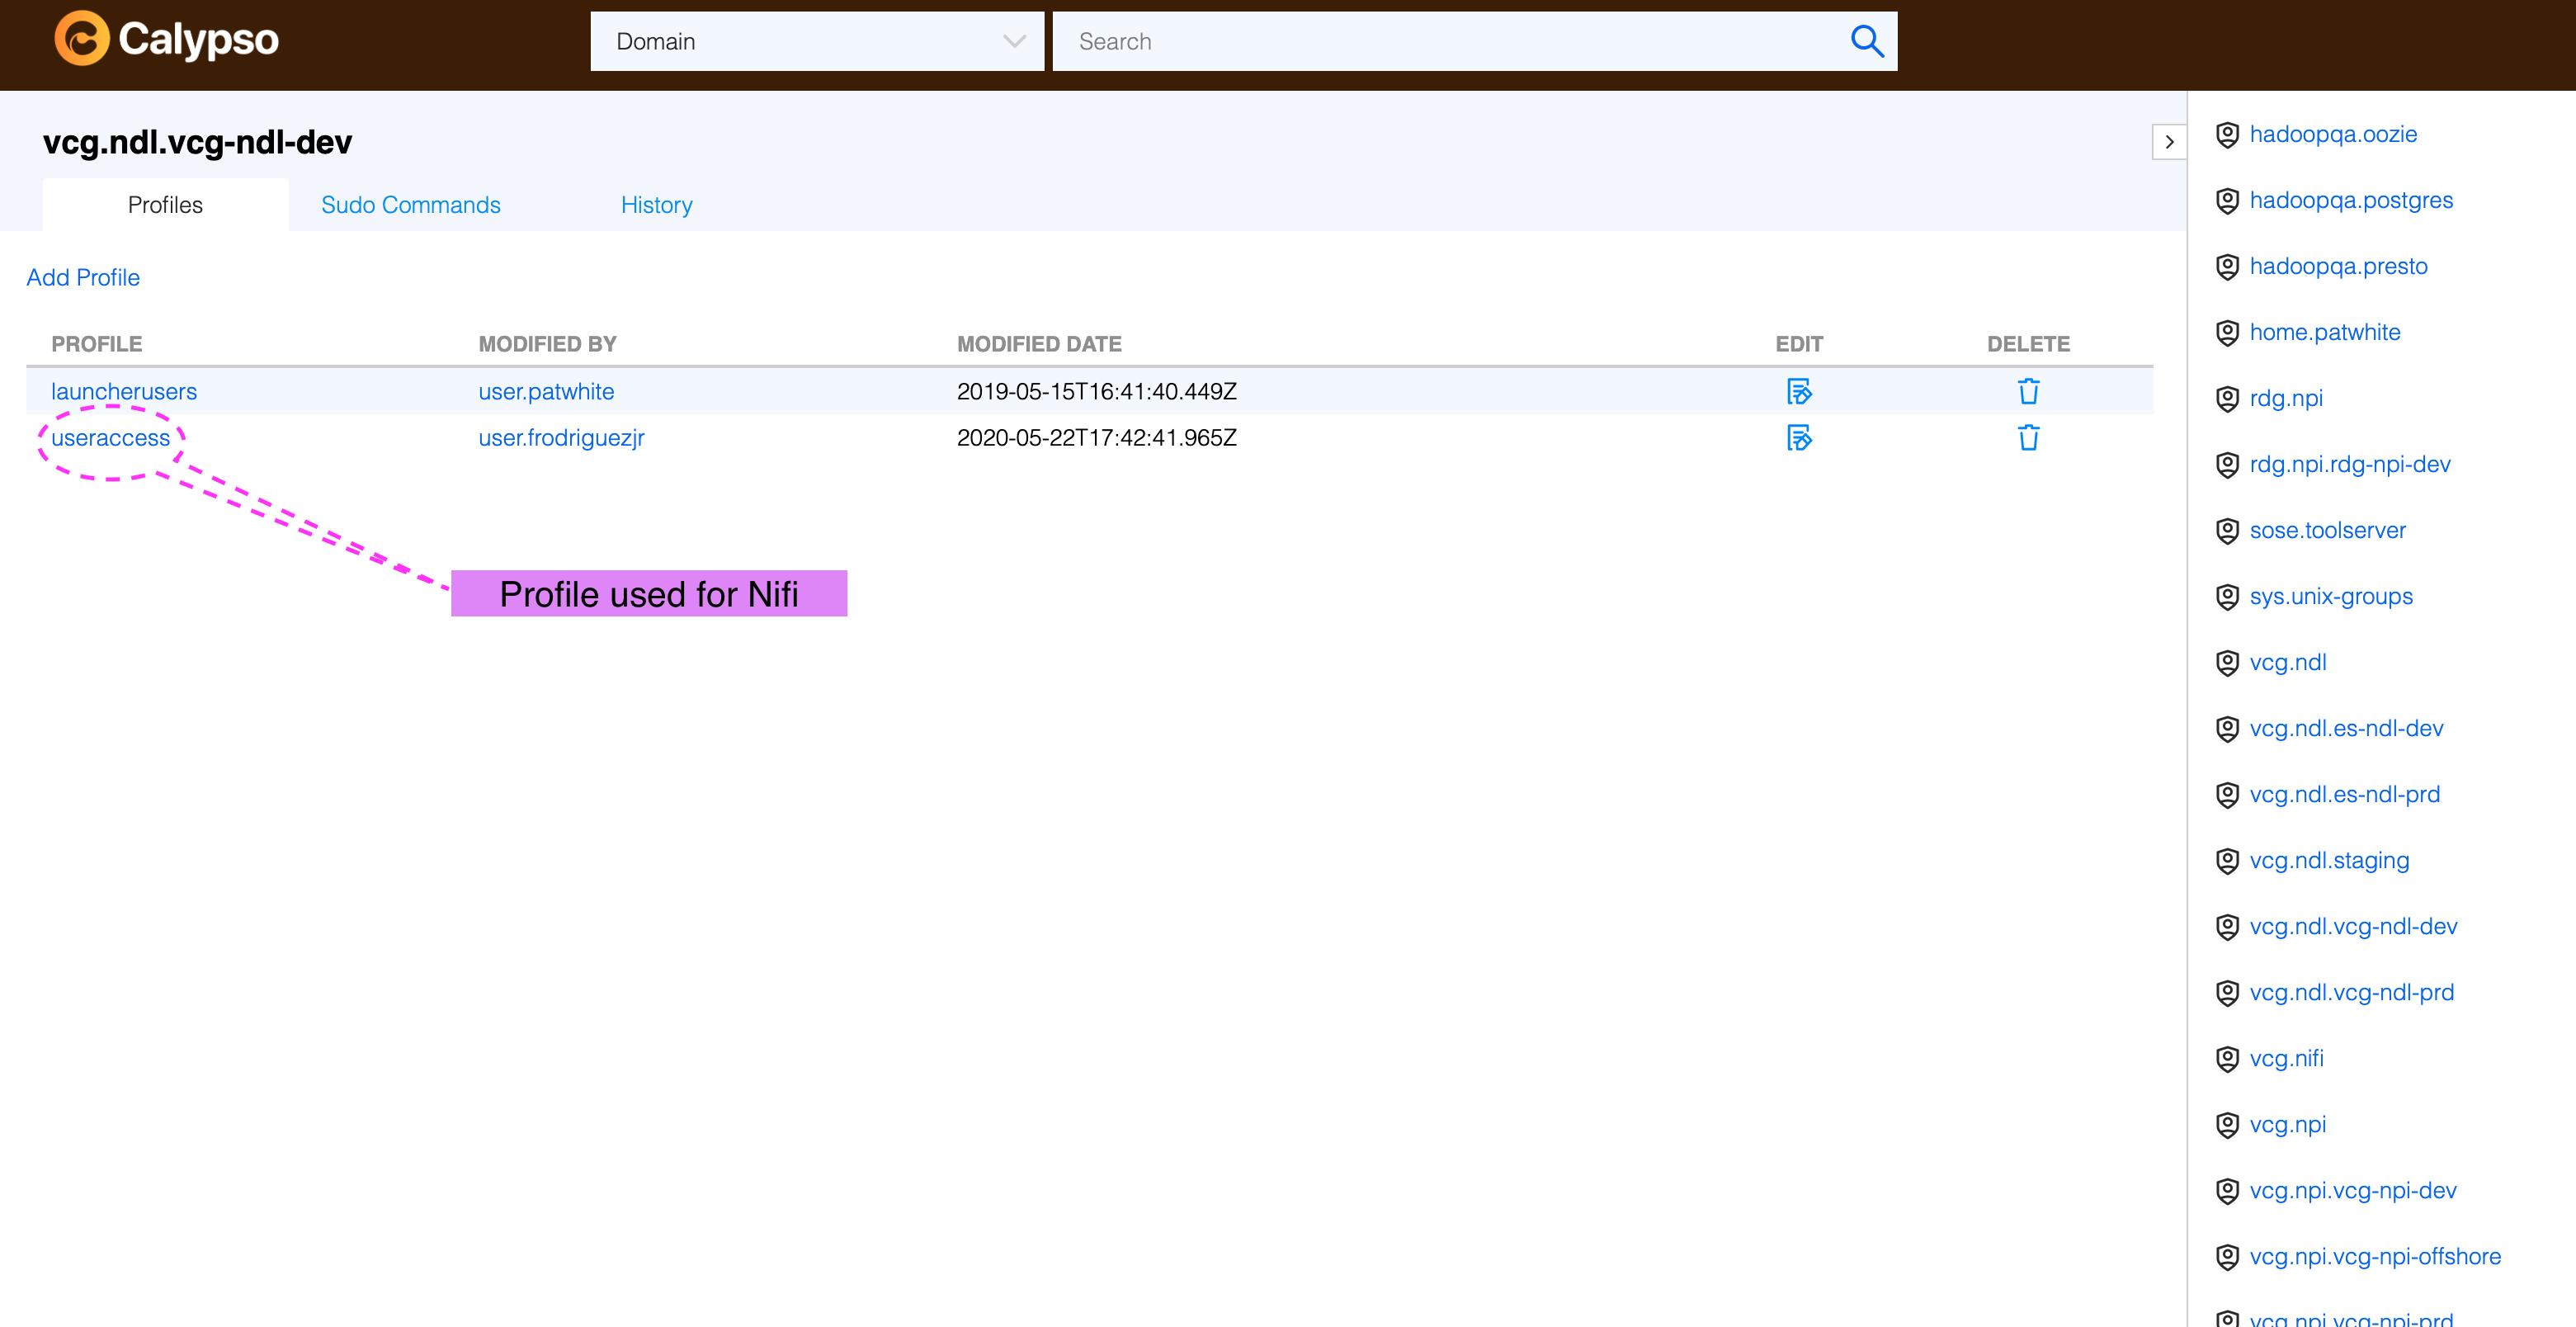 Calypso
Domain
Search
vcg.ndl.vcg-ndl-dev
Profiles
Sudo Commands
History
Add Profile
PROFILE MODIFIED BY MODIFIED DATE EDIT DELETE
launcherusers user.patwhite 2019-05-15T16:41:40.449Z
useraccess user.frodriguezjr 2020-05-22T17:42:41.965Z
Profile used for Nifi
hadoopqa.oozie
hadoopqa.postgres
hadoopqa.presto
home.patwhite
rdg.npi
rdg.npi.rdg-npi-dev
sose.toolserver
sys.unix-groups
vcg.ndl
vcg.ndl.es-ndl-dev
vcg.ndl.es-ndl-prd
vcg.ndl.staging
vcg.ndl.vcg-ndl-dev
vcg.ndl.vcg-ndl-prd
vcg.nifi
vcg.npi
vcg.npi.vcg-npi-dev
vcg.npi.vcg-npi-offshore
vcg.npi.vcg-npi-prd